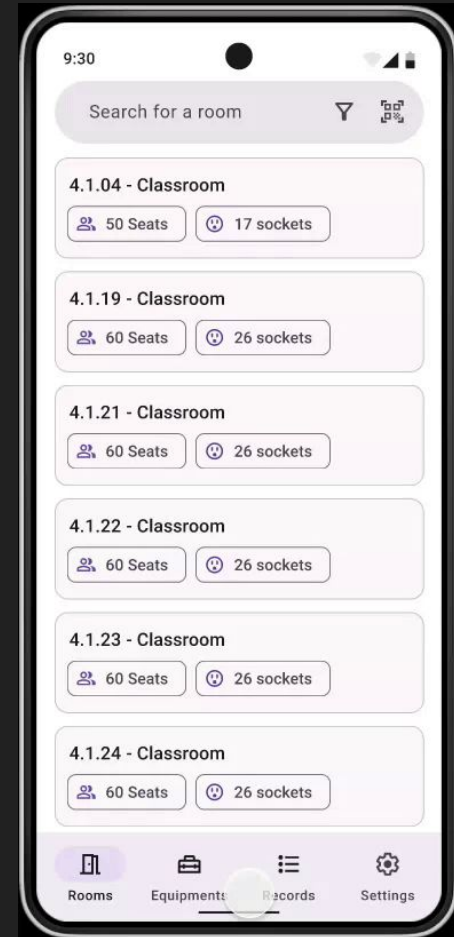 9:30
Search for a room
4.1.04 - Classroom
50 Seats 17 sockets
4.1.19 - Classroom
60 Seats 26 sockets
4.1.21 - Classroom
60 Seats 26 sockets
4.1.22 - Classroom
60 Seats 26 sockets
4.1.23 - Classroom
60 Seats 26 sockets
4.1.24 - Classroom
60 Seats 26 sockets
Rooms Equipments Records Settings